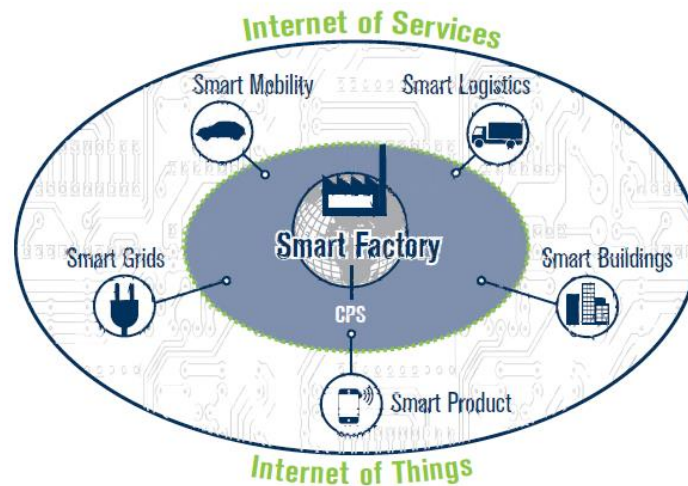 Internet of Services
Smart Mobility
Smart Logistics
Smart Factory
Smart Grids
Smart Buildings
CPS
Smart Product
Internet of Things